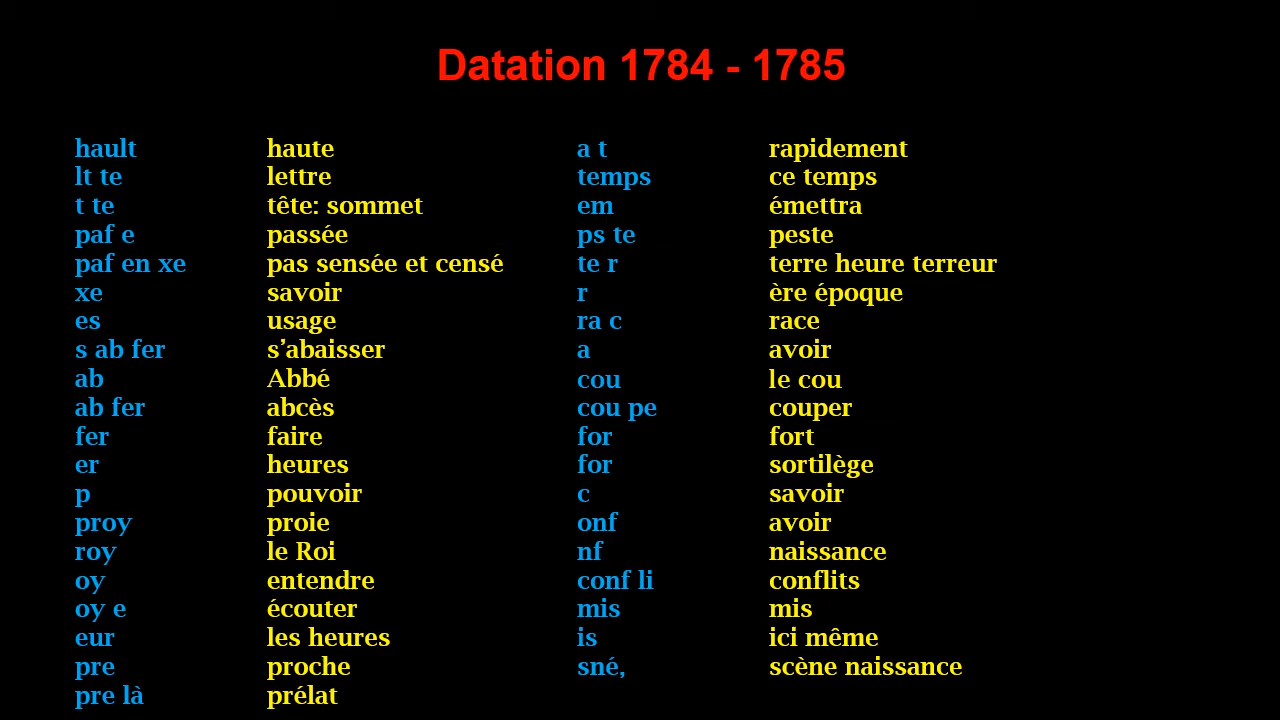 Datation 1784 - 1785
hault haute
lt te lettre
t te tête: sommet
paf e passée
paf en xe pas sensée et censé
xe savoir
es usage
s ab fer s’abaisser
ab Abbé
ab fer abcès
fer faire
er heures
p pouvoir
proy proie
roy le Roi
oy entendre
oy e écouter
eur les heures
pre proche
pre là prélat
a t rapidement
temps ce temps
em émettra
ps te peste
te r terre heure terreur
r ère époque
ra c race
a avoir
cou le cou
cou pe couper
for fort
for sortilège
c savoir
onf avoir
nf naissance
conf li conflits
mis mis
is ici même
sné, scène naissance